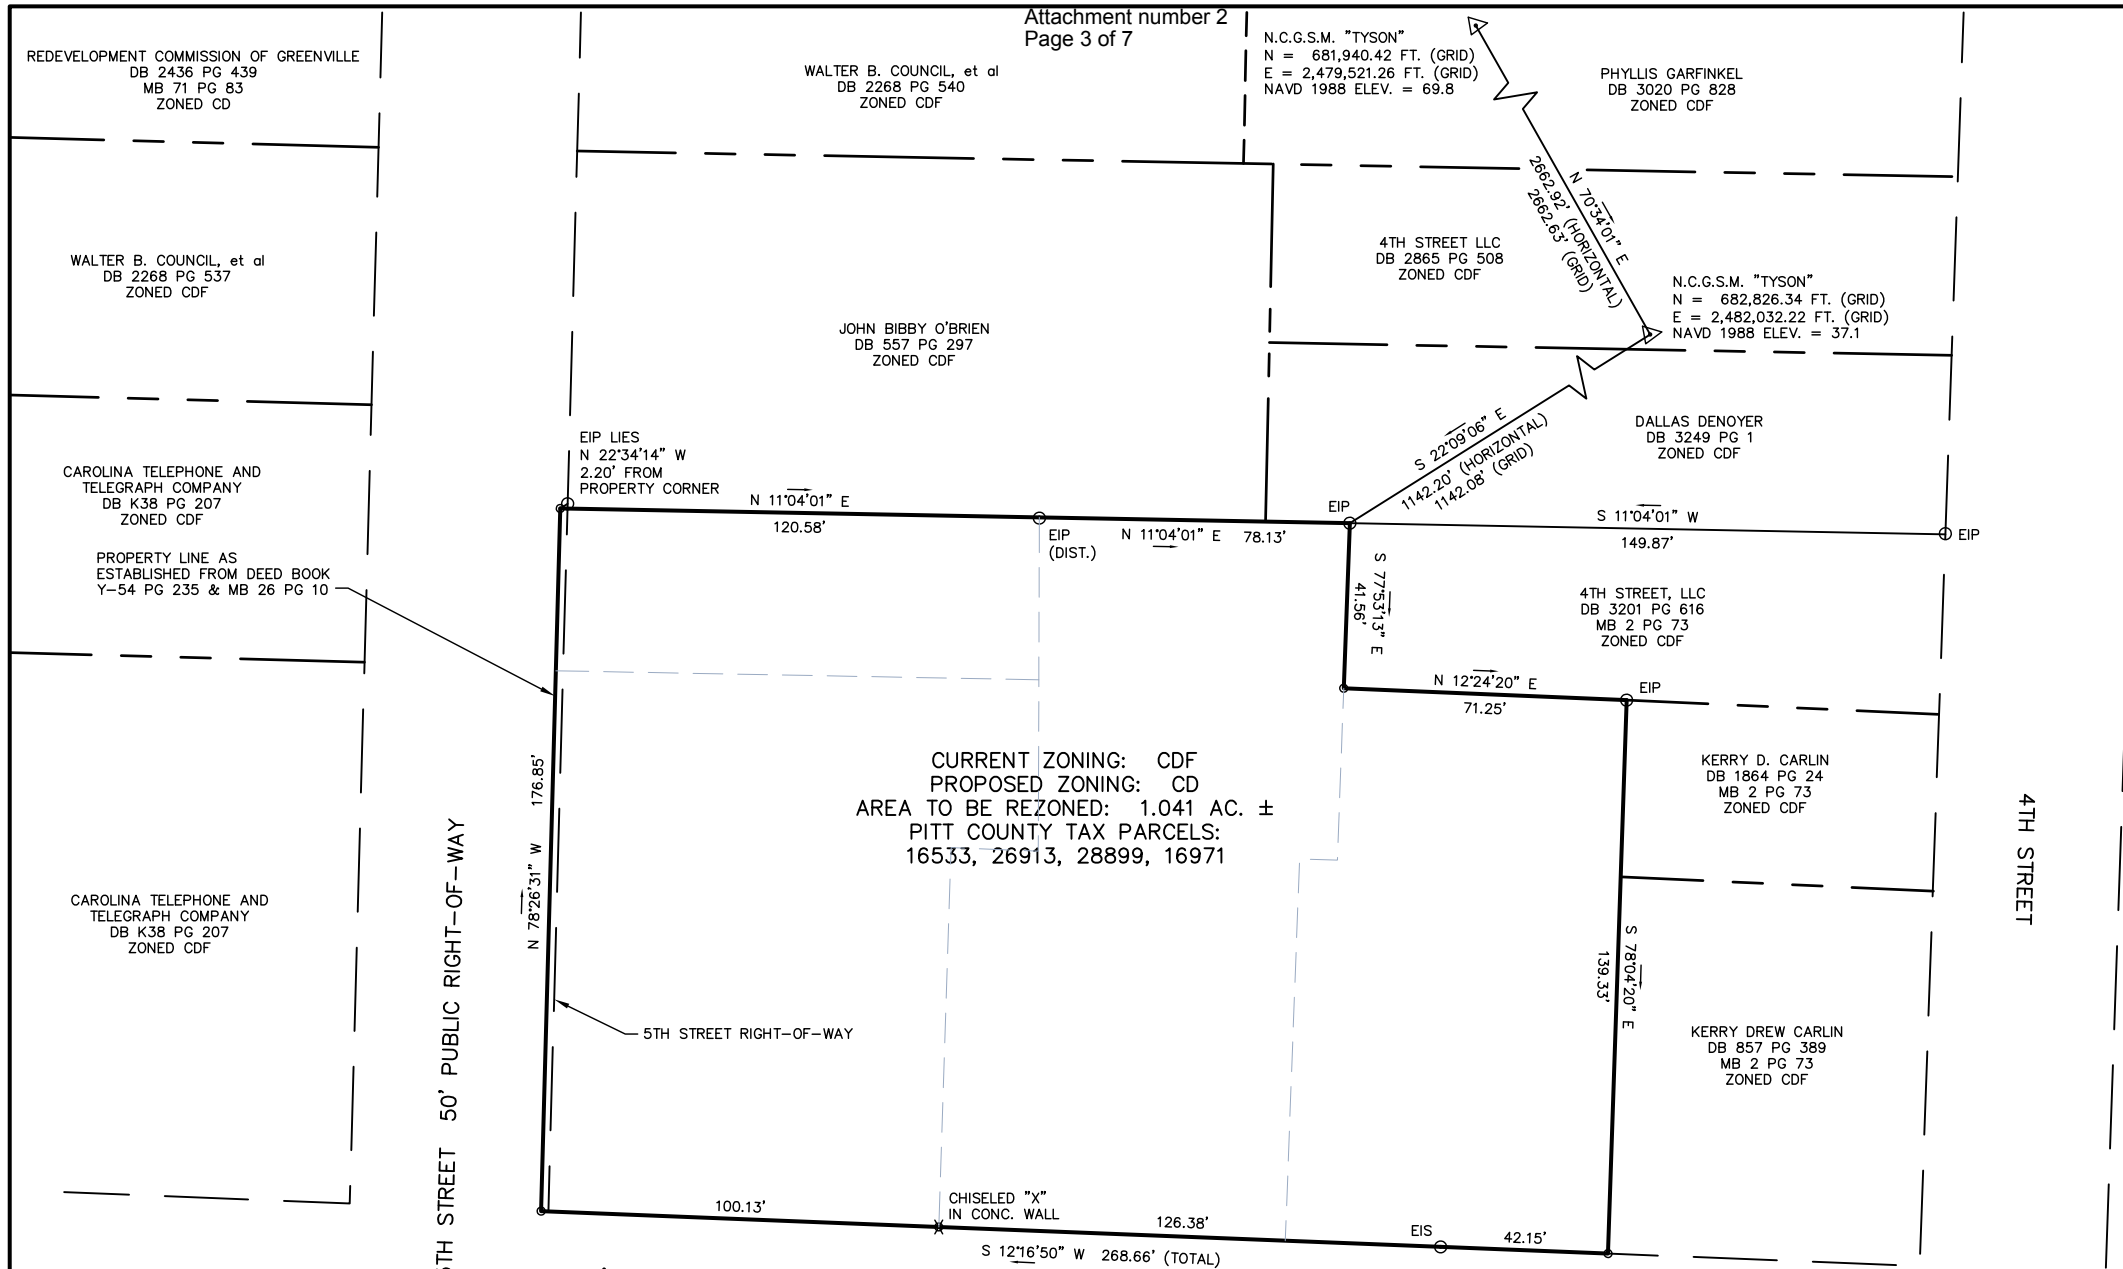 Attachment number 2
Page 3 of 7
REDEVELOPMENT COMMISSION OF GREENVILLE
DB 2436 PG 439
MB 71 PG 83
ZONED CD
WALTER B. COUNCIL, et al
DB 2268 PG 540
ZONED CDF
N.C.G.S.M. "TYSON"
N = 681,940.42 FT. (GRID)
E = 2,479,521.26 FT. (GRID)
NAVD 1988 ELEV. = 69.8
PHYLLIS GARFINKEL
DB 3020 PG 828
ZONED CDF
N 70°34'01" E
2662.92' (HORIZONTAL)
2662.63' (GRID)
WALTER B. COUNCIL, et al
DB 2268 PG 537
ZONED CDF
JOHN BIBBY O'BRIEN
DB 557 PG 297
ZONED CDF
4TH STREET LLC
DB 2865 PG 508
ZONED CDF
N.C.G.S.M. "TYSON"
N = 682,826.34 FT. (GRID)
E = 2,482,032.22 FT. (GRID)
NAVD 1988 ELEV. = 37.1
S 22°09'06" E
1142.20' (HORIZONTAL)
1142.08' (GRID)
DALLAS DENOYER
DB 3249 PG 1
ZONED CDF
CAROLINA TELEPHONE AND
TELEGRAPH COMPANY
DB K38 PG 207
ZONED CDF
EIP LIES
N 22°34'14" W
2.20' FROM
PROPERTY CORNER
N 11°04'01" E
120.58'
EIP
(DIST.)
N 11°04'01" E 78.13'
EIP
S 11°04'01" W
149.87'
EIP
PROPERTY LINE AS
ESTABLISHED FROM DEED BOOK
Y-54 PG 235 & MB 26 PG 10
S 77°53'13" E
41.56'
4TH STREET, LLC
DB 3201 PG 616
MB 2 PG 73
ZONED CDF
N 12°24'20" E
71.25'
EIP
CURRENT ZONING: CDF
PROPOSED ZONING: CD
AREA TO BE REZONED: 1.041 AC. ±
PITT COUNTY TAX PARCELS:
16533, 26913, 28899, 16971
KERRY D. CARLIN
DB 1864 PG 24
MB 2 PG 73
ZONED CDF
4TH STREET
N 78°26'31" W 176.85'
CAROLINA TELEPHONE AND
TELEGRAPH COMPANY
DB K38 PG 207
ZONED CDF
5TH STREET 50' PUBLIC RIGHT-OF-WAY
5TH STREET RIGHT-OF-WAY
S 78°04'20" E
139.33'
KERRY DREW CARLIN
DB 857 PG 389
MB 2 PG 73
ZONED CDF
100.13'
CHISELED "X"
IN CONC. WALL
126.38'
EIS
42.15'
S 12°16'50" W 268.66' (TOTAL)